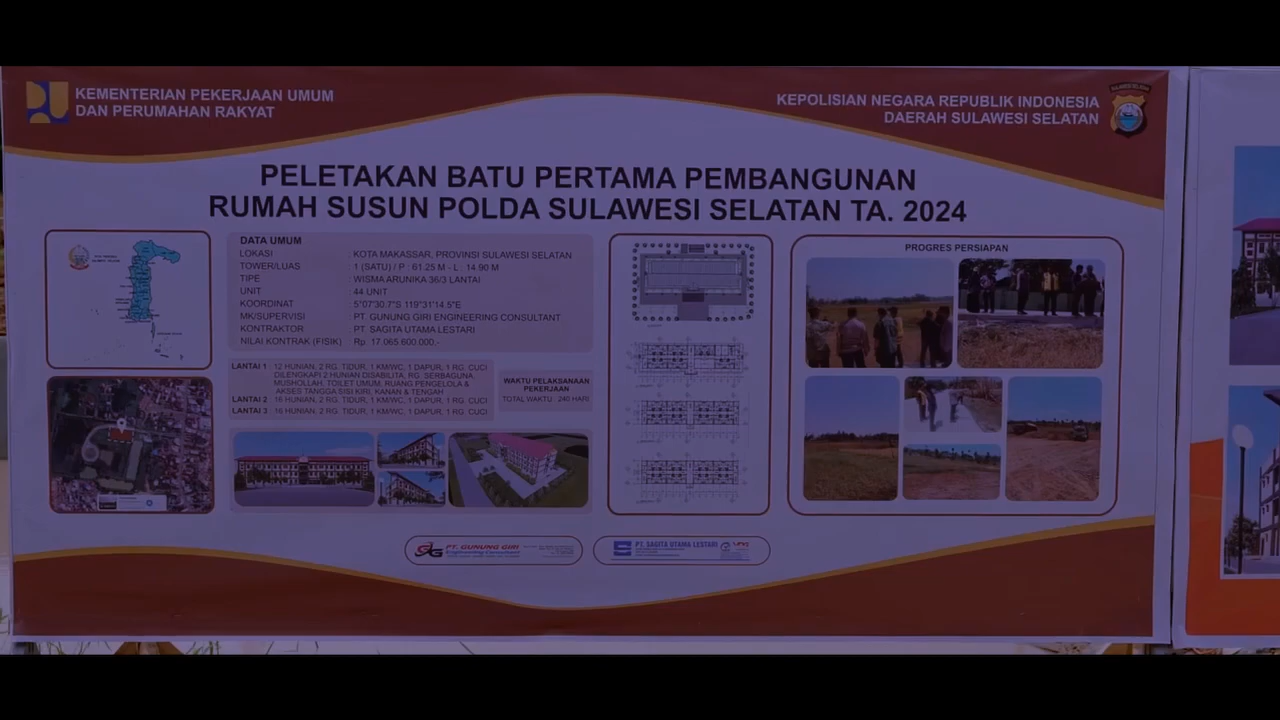 KEMENTERIAN PEKERJAAN UMUM
DAN PERUMAHAN RAKYAT
KEPOLISIAN NEGARA REPUBLIK INDONESIA
DAERAH SULAWESI SELATAN
PELETAKAN BATU PERTAMA PEMBANGUNAN
RUMAH SUSUN POLDA SULAWESI SELATAN TA. 2024
DATA UMUM
LOKASI : KOTA MAKASSAR, PROVINSI SULAWESI SELATAN
TOWER/LUAS : 1 (SATU) / P : 61.25 M - L : 14.90 M
TIPE : WISMA ARUNIKA 36/3 LANTAI
UNIT : 44 UNIT
KOORDINAT : 5°07'30.7"S 119°31'14.5"E
MK/SUPERVISI : PT. GUNUNG GIRI ENGINEERING CONSULTANT
KONTRAKTOR : PT SAGITA UTAMA LESTARI
NILAI KONTRAK (FISIK) : Rp. 17.065.600.000,-
LANTAI 1 : 12 HUNIAN, 2 RG. TIDUR, 1 KM/WC, 1 DAPUR, 1 RG. CUCI
DILENGKAPI 2 HUNIAN DISABILITA, RG. SERBAGUNA,
MUSHOLLAH, TOILET UMUM, RUANG PENGELOLA &
AKSES TANGGA SISI KIRI, KANAN & TENGAH
LANTAI 2 : 16 HUNIAN, 2 RG. TIDUR, 1 KM/WC, 1 DAPUR, 1 RG. CUCI
LANTAI 3 : 16 HUNIAN, 2 RG. TIDUR, 1 KM/WC, 1 DAPUR, 1 RG. CUCI
WAKTU PELAKSANAAN
PEKERJAAN
TOTAL WAKTU : 240 HARI
PROGRES PERSIAPAN
PT. GUNUNG GIRI
Engineering Consultant
PT. SAGITA UTAMA LESTARI